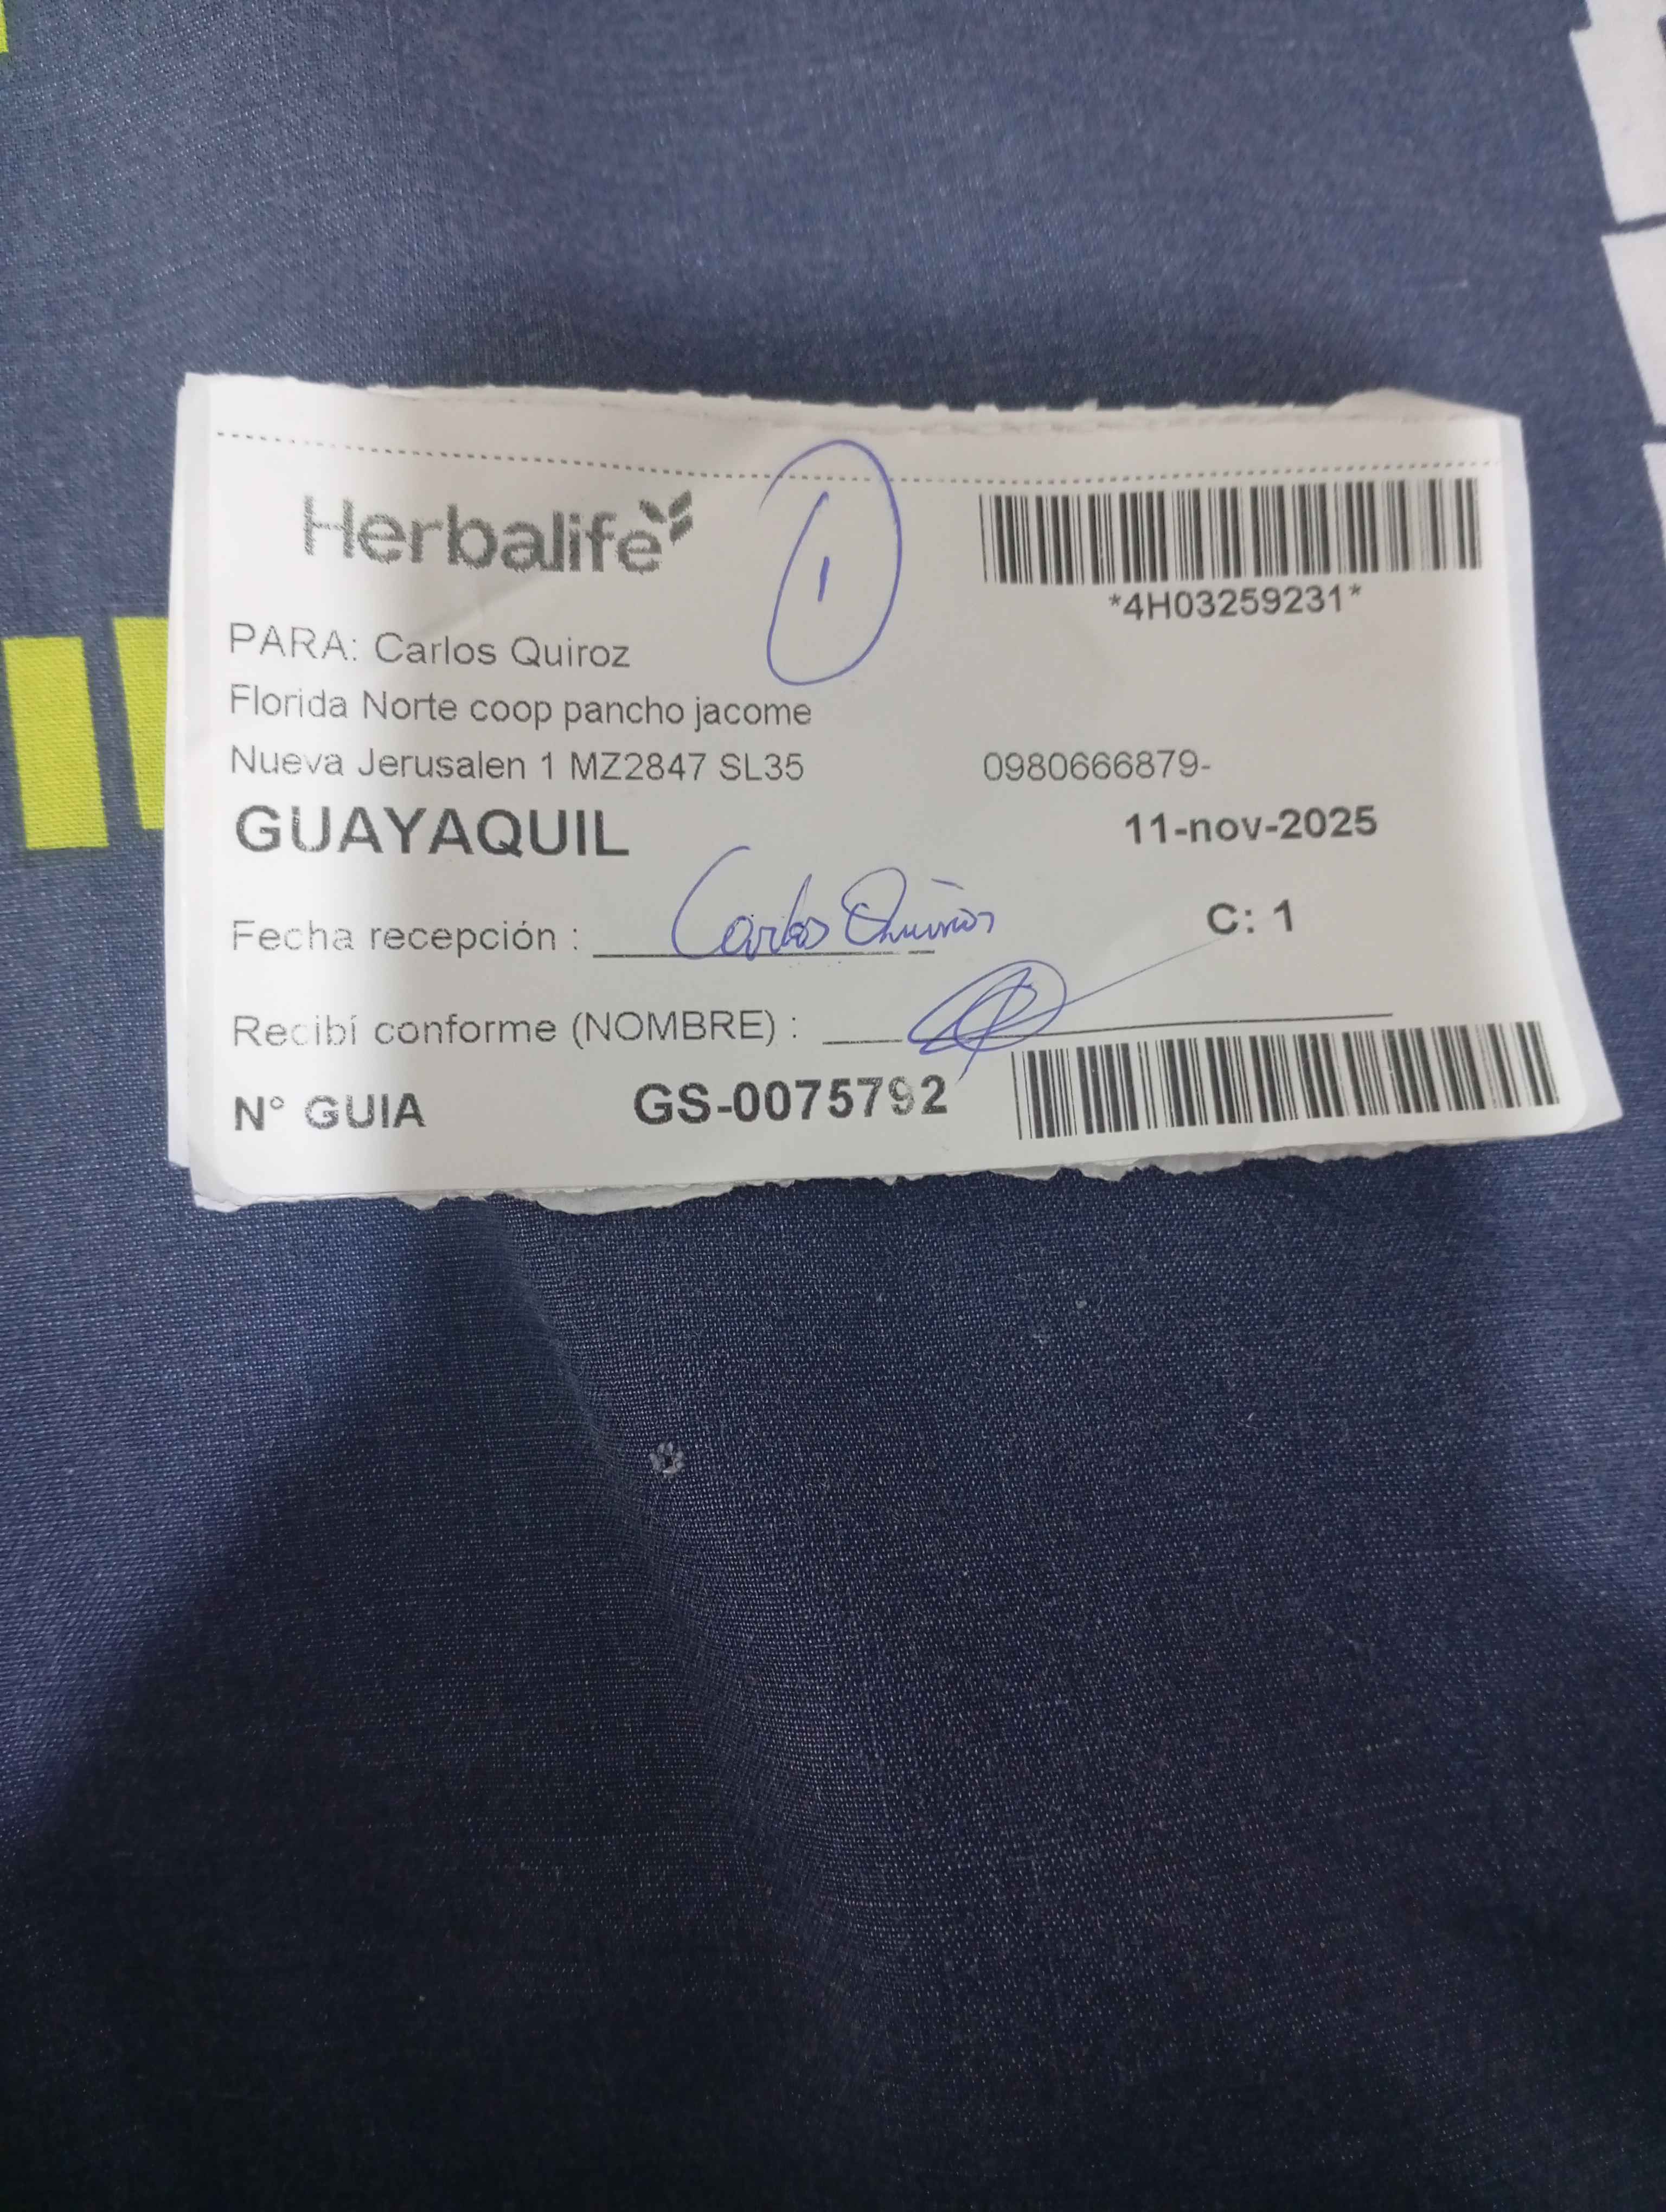 Herbalife
1
*4H03259231*
PARA: Carlos Quiroz
Florida Norte coop pancho jacome
Nueva Jerusalen 1 MZ2847 SL35 0980666879-
GUAYAQUIL 11-nov-2025
Fecha recepción : Carlos Quiroz C: 1
Recibí conforme (NOMBRE) :
N° GUIA GS-0075792